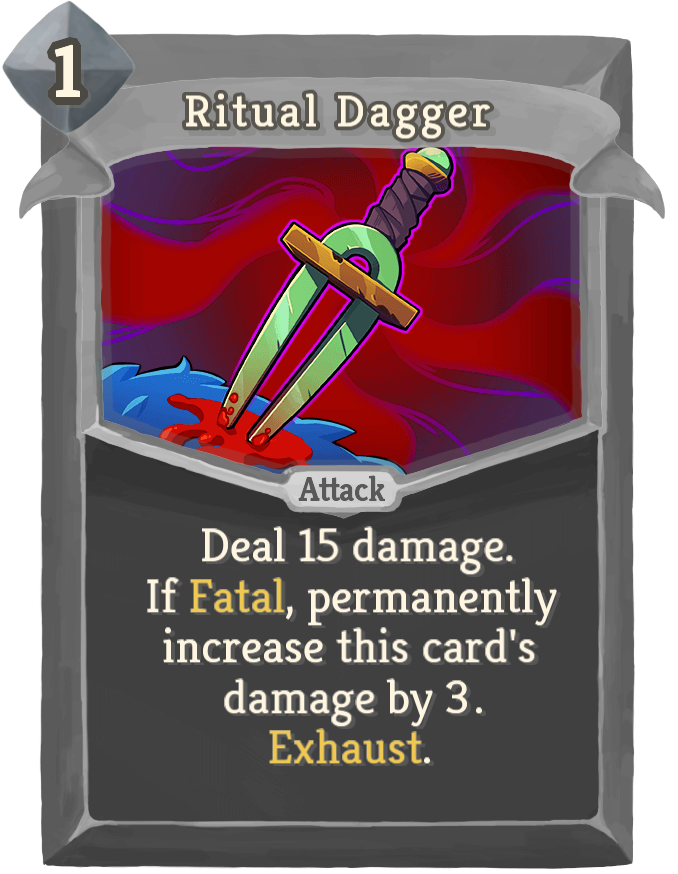 1
Ritual Dagger
Attack
Deal 15 damage.
If Fatal, permanently
increase this card's
damage by 3.
Exhaust.